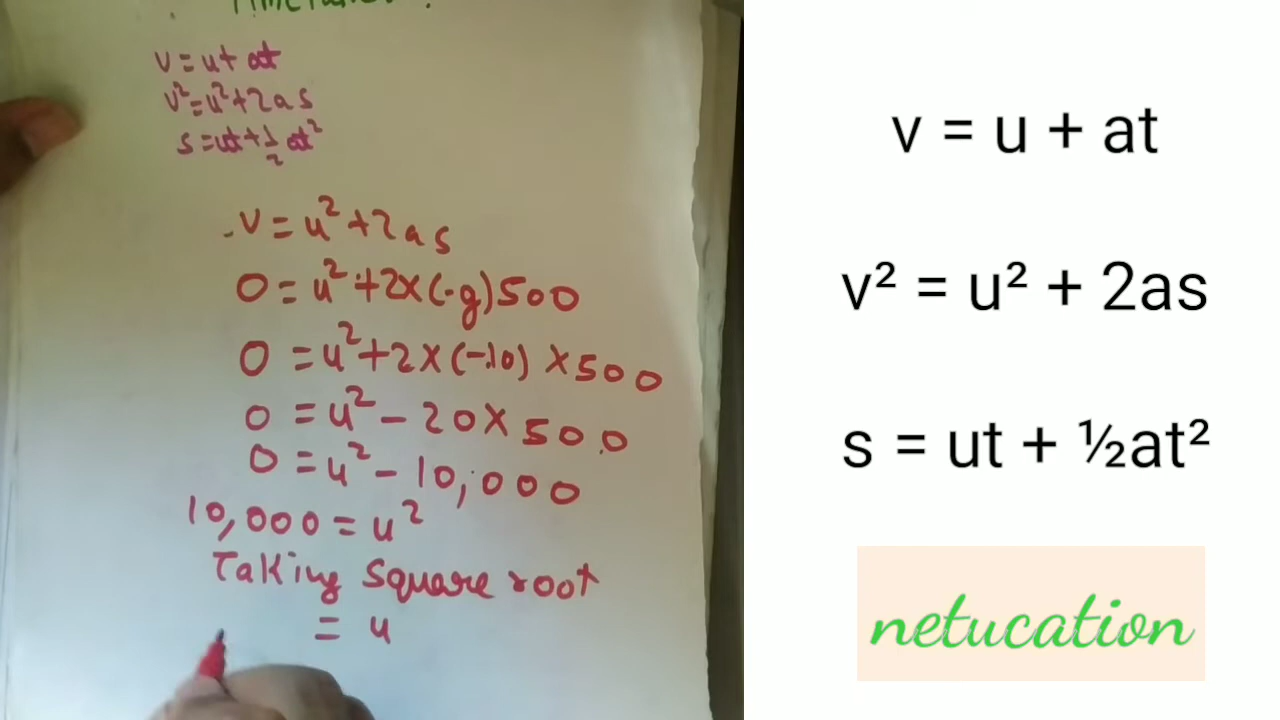 v = u + at
v² = u² + 2as
s = ut + ½ at²
v = u² + 2as
0 = u² + 2×(-g)500
0 = u² + 2×(-10) × 500
0 = u² - 20 × 500
0 = u² - 10,000
10,000 = u²
Taking square root
= u
v = u + at
v² = u² + 2as
s = ut + ½at²
netucation